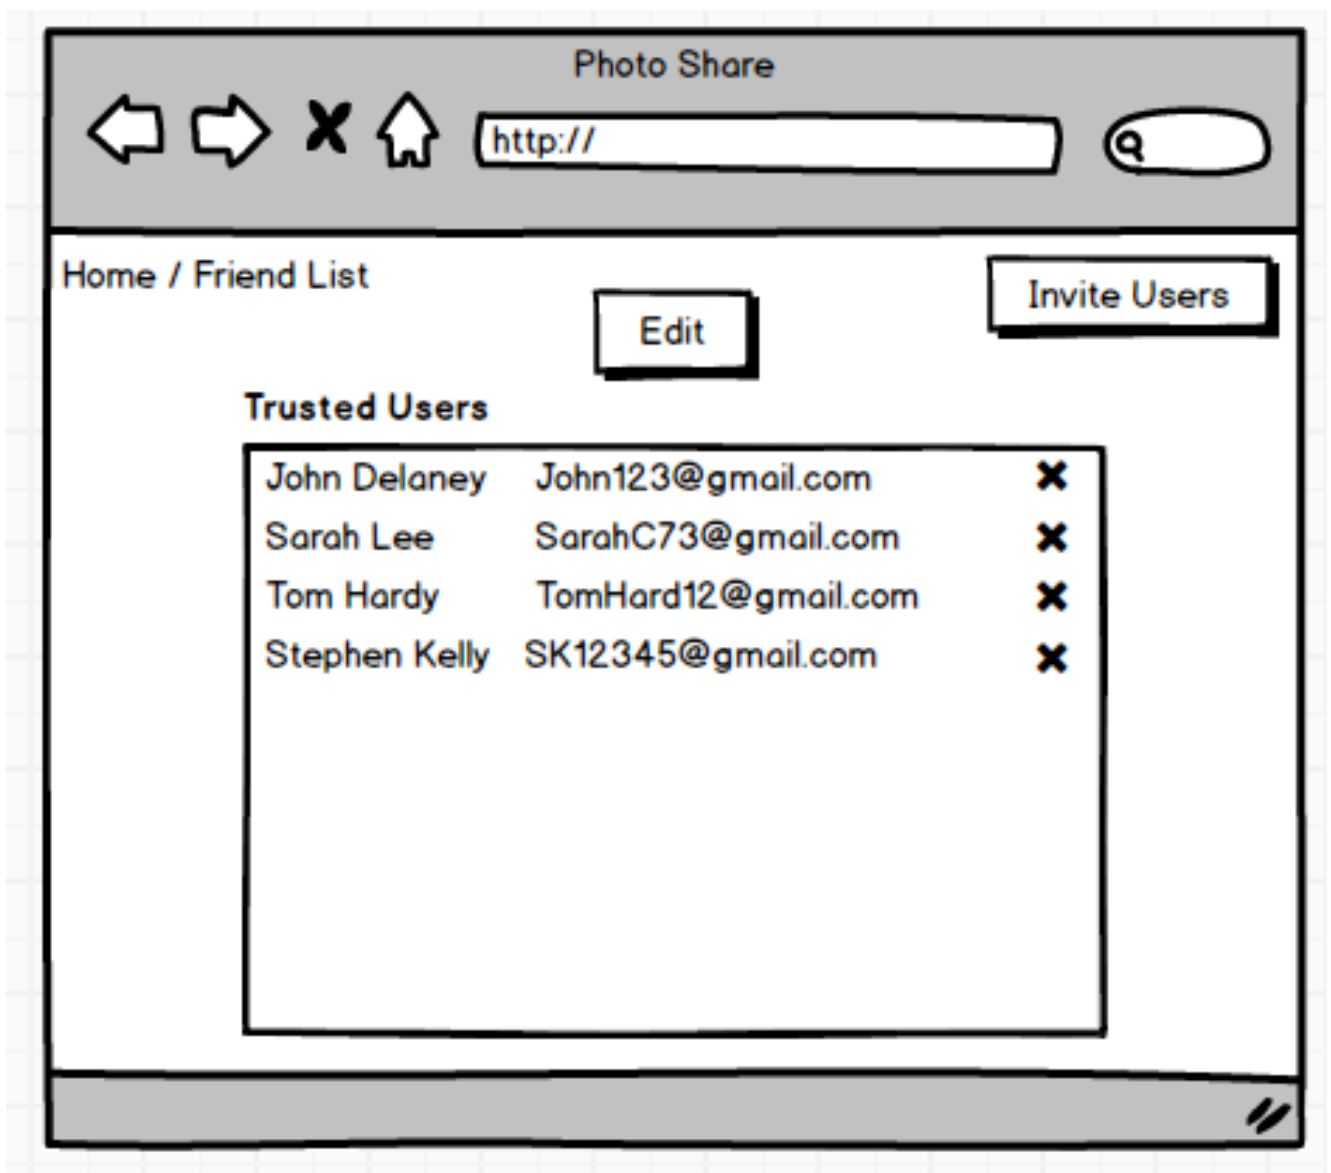 Photo Share
http://
Home / Friend List
Invite Users
Edit
Trusted Users
John Delaney John123@gmail.com
Sarah Lee SarahC73@gmail.com
Tom Hardy TomHard12@gmail.com
Stephen Kelly SK12345@gmail.com